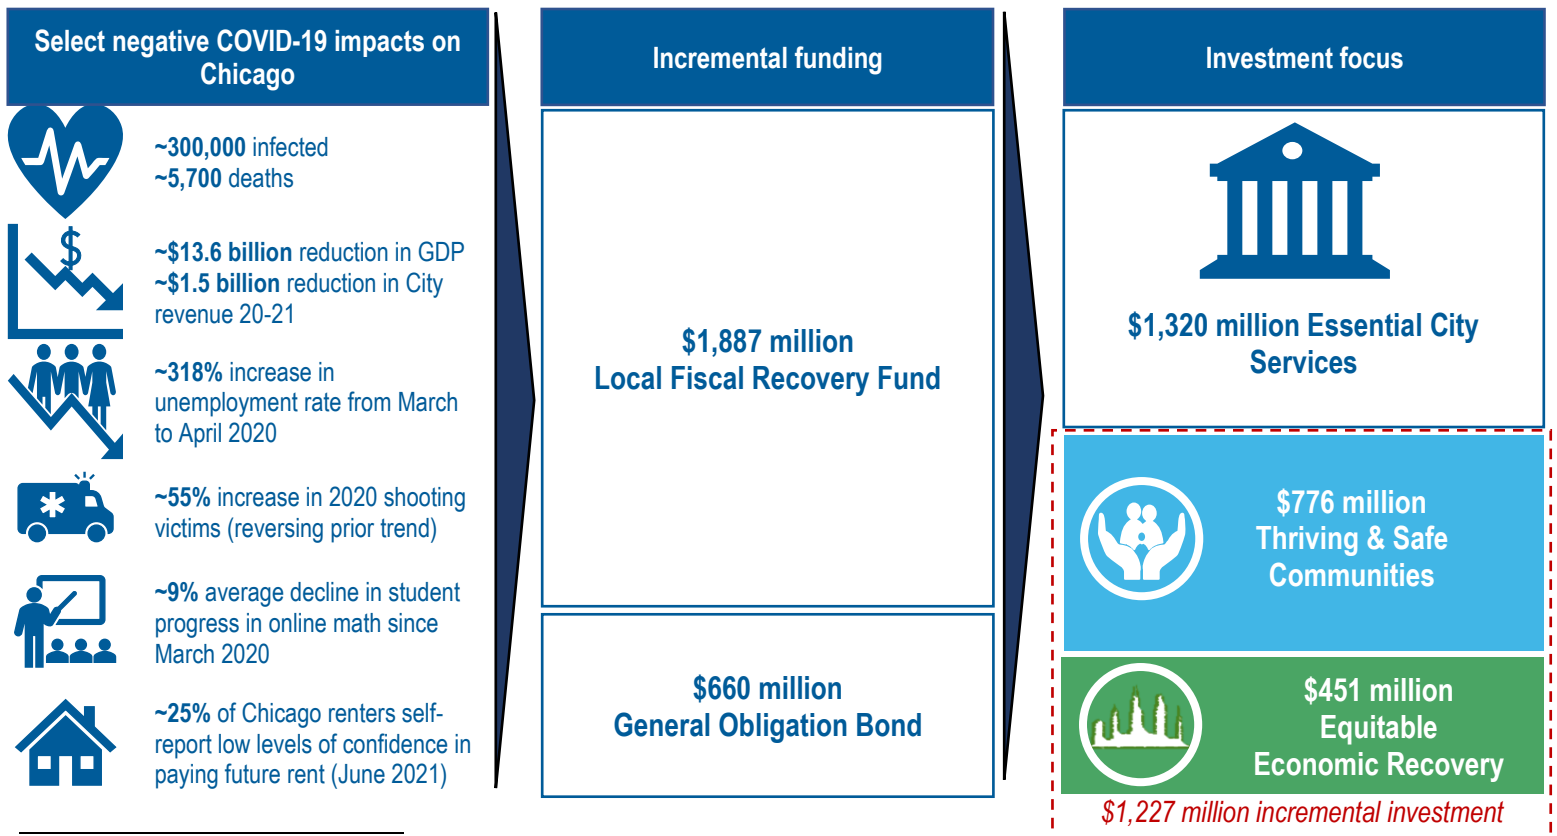 Select negative COVID-19 impacts on
Chicago
~300,000 infected
~5,700 deaths
$
~$13.6 billion reduction in GDP
~$1.5 billion reduction in City
revenue 20-21
~318% increase in
unemployment rate from March
to April 2020
~55% increase in 2020 shooting
victims (reversing prior trend)
~9% average decline in student
progress in online math since
March 2020
~25% of Chicago renters self-
report low levels of confidence in
paying future rent (June 2021)
Incremental funding
$1,887 million
Local Fiscal Recovery Fund
$660 million
General Obligation Bond
Investment focus
$1,320 million Essential City
Services
$776 million
Thriving & Safe
Communities
$451 million
Equitable
Economic Recovery
$1,227 million incremental investment